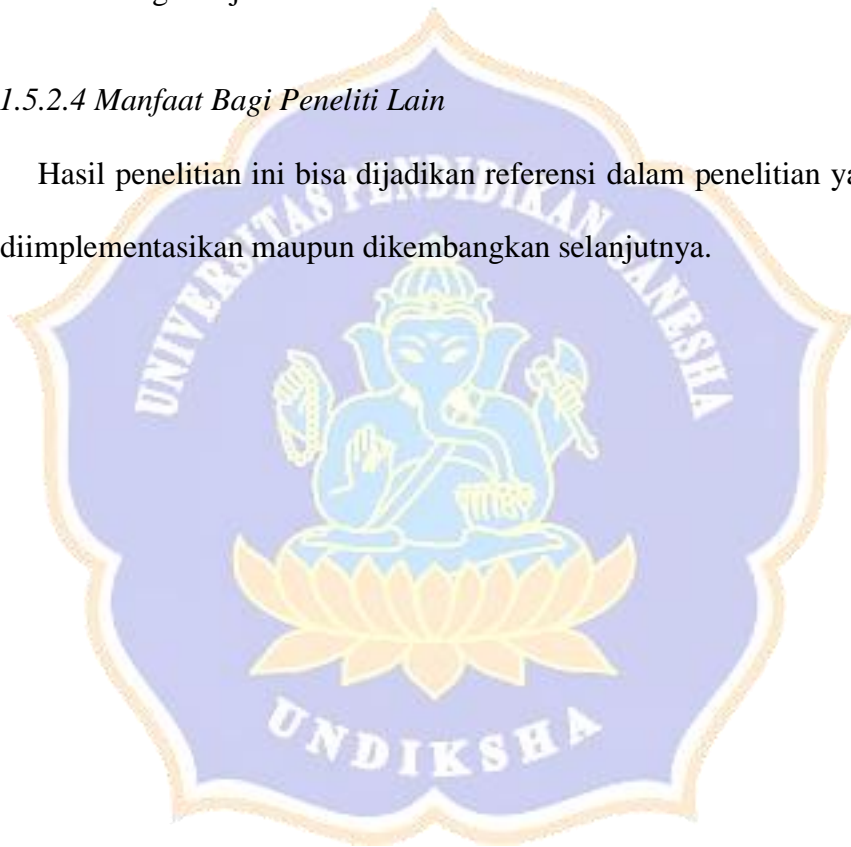 1.5.2.4 Manfaat Bagi Peneliti Lain
Hasil penelitian ini bisa dijadikan referensi dalam penelitian
diimplementasikan maupun dikembangkan selanjutnya.
UNIVERSITAS PENDIDIKAN GANESHA
UNDIKSHA